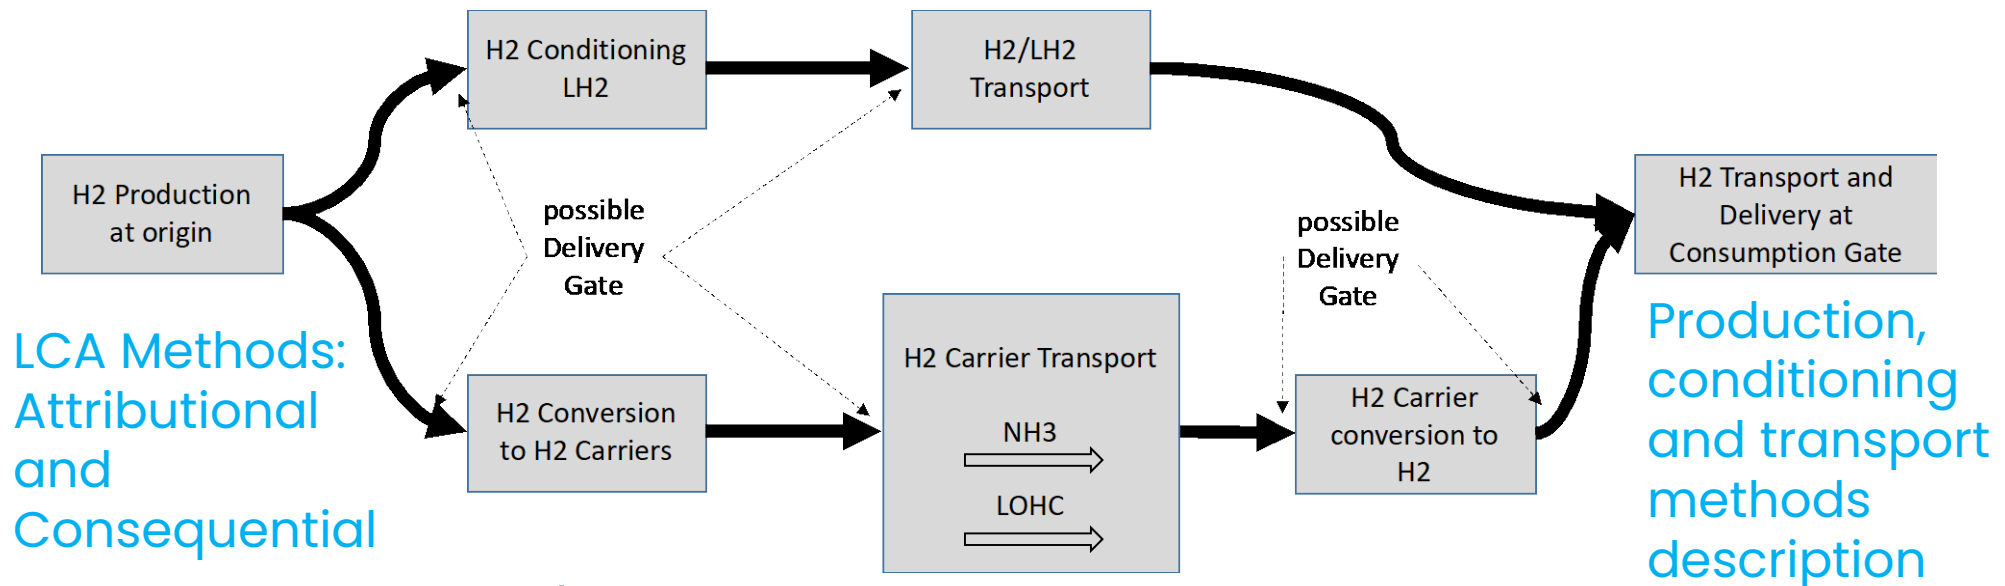 H2 Conditioning
LH2
H2/LH2
Transport
H2 Production
at origin
possible
Delivery
Gate
possible
Delivery
Gate
H2 Transport and
Delivery at
Consumption Gate
LCA Methods:
Attributional
and
Consequential
H2 Conversion
to H2 Carriers
H2 Carrier Transport
NH3
LOHC
H2 Carrier
conversion to
H2
Production,
conditioning
and transport
methods
description